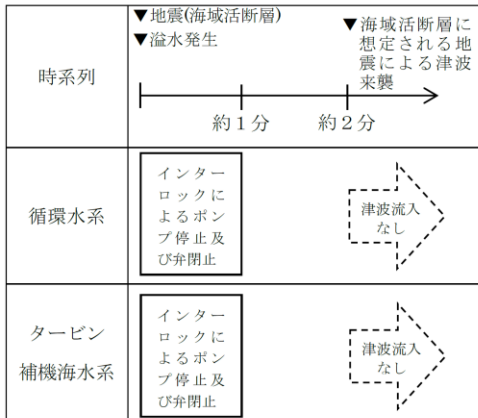 時系列
▼地震(海域活断層)
▼溢水発生
▼海域活断層に
想定される地
震による津波
来襲
約1分
約2分
循環水系
インター
ロックに
よるポン
プ停止及
び弁閉止
津波流入
なし
タービン
補機海水系
インター
ロックに
よるポン
プ停止及
び弁閉止
津波流入
なし